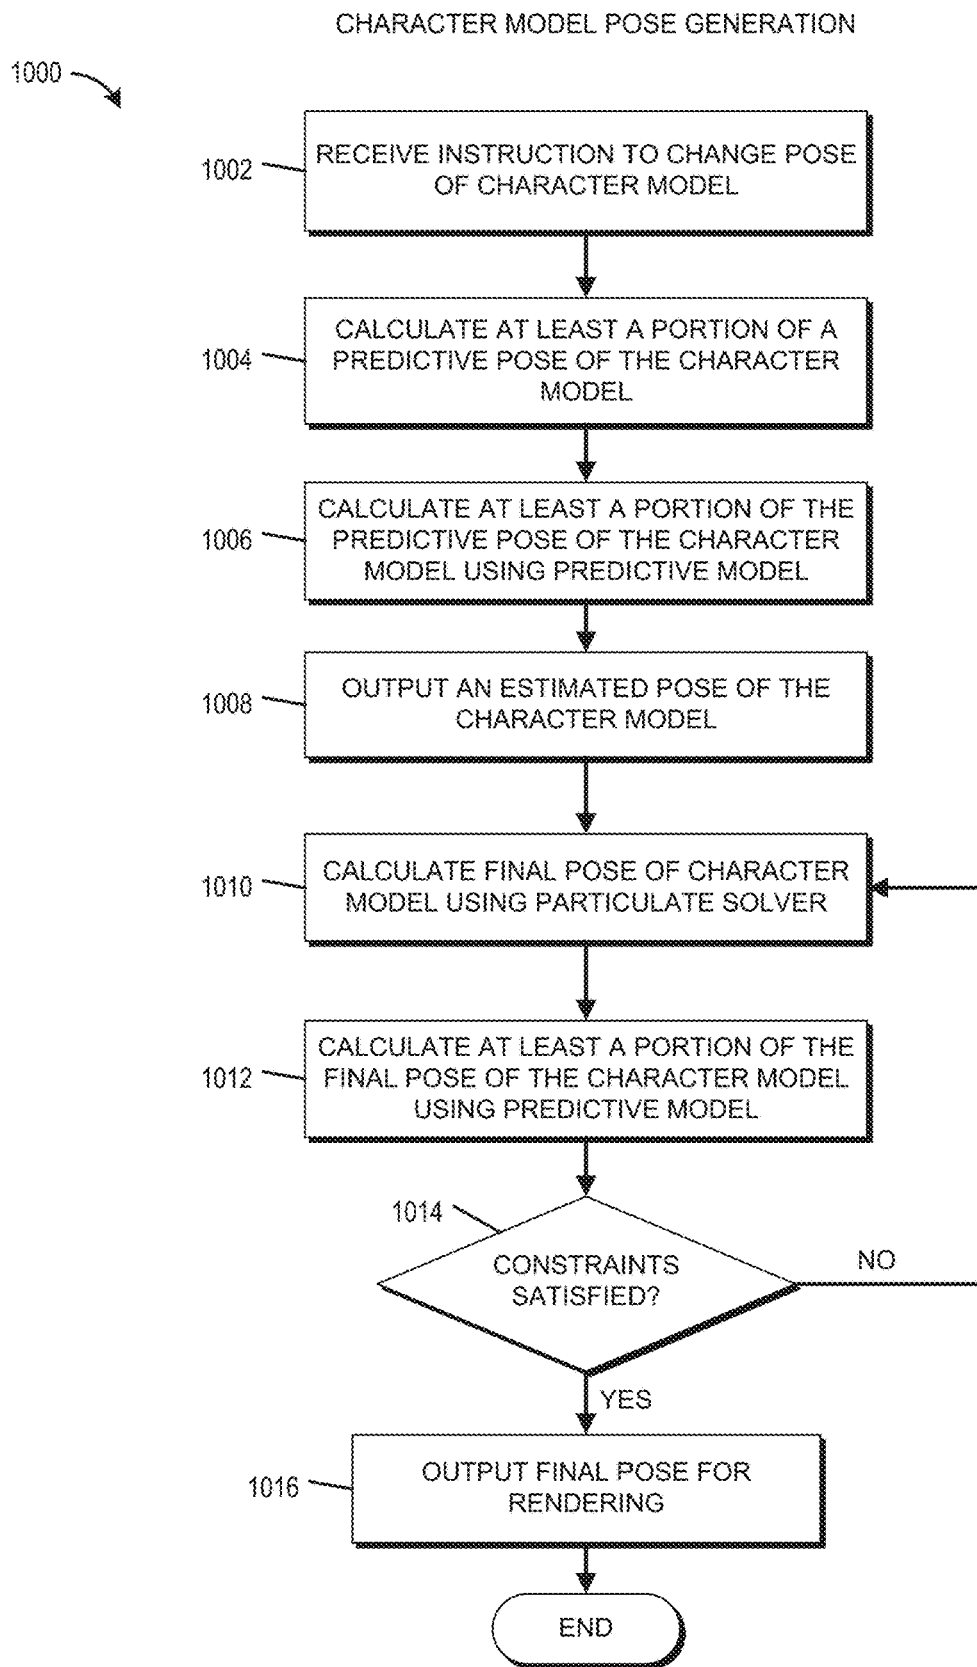 CHARACTER MODEL POSE GENERATION
1000
1002
RECEIVE INSTRUCTION TO CHANGE POSE
OF CHARACTER MODEL
1004
CALCULATE AT LEAST A PORTION OF A
PREDICTIVE POSE OF THE CHARACTER
MODEL
1006
CALCULATE AT LEAST A PORTION OF THE
PREDICTIVE POSE OF THE CHARACTER
MODEL USING PREDICTIVE MODEL
1008
OUTPUT AN ESTIMATED POSE OF THE
CHARACTER MODEL
1010
CALCULATE FINAL POSE OF CHARACTER
MODEL USING PARTICULATE SOLVER
1012
CALCULATE AT LEAST A PORTION OF THE
FINAL POSE OF THE CHARACTER MODEL
USING PREDICTIVE MODEL
1014
CONSTRAINTS
SATISFIED?
NO
YES
1016
OUTPUT FINAL POSE FOR
RENDERING
END